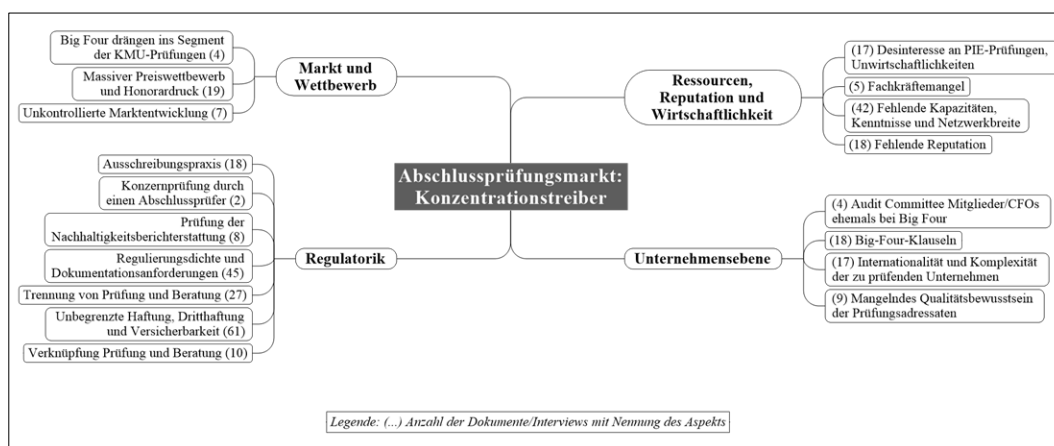 Abschlussprüfungsmarkt:
Konzentrationstreiber
Markt und
Wettbewerb
Big Four drängen ins Segment
der KMU-Prüfungen (4)
Massiver Preiswettbewerb
und Honorardruck (19)
Unkontrollierte Marktentwicklung (7)
Regulatorik
Ausschreibungspraxis (18)
Konzernprüfung durch
einen Abschlussprüfer (2)
Prüfung der
Nachhaltigkeitsberichterstattung (8)
Regulierungsdichte und
Dokumentationsanforderungen (45)
Trennung von Prüfung und Beratung (27)
Unbegrenzte Haftung, Dritthaftung
und Versicherbarkeit (61)
Verknüpfung Prüfung und Beratung (10)
Ressourcen,
Reputation und
Wirtschaftlichkeit
(17) Desinteresse an PIE-Prüfungen,
Unwirtschaftlichkeiten
(5) Fachkräftemangel
(42) Fehlende Kapazitäten,
Kenntnisse und Netzwerkbreite
(18) Fehlende Reputation
Unternehmensebene
(4) Audit Committee Mitglieder/CFOs
ehemals bei Big Four
(18) Big-Four-Klauseln
(17) Internationalität und Komplexität
der zu prüfenden Unternehmen
(9) Mangelndes Qualitätsbewusstsein
der Prüfungsadressaten
Legende: (...) Anzahl der Dokumente/Interviews mit Nennung des Aspekts